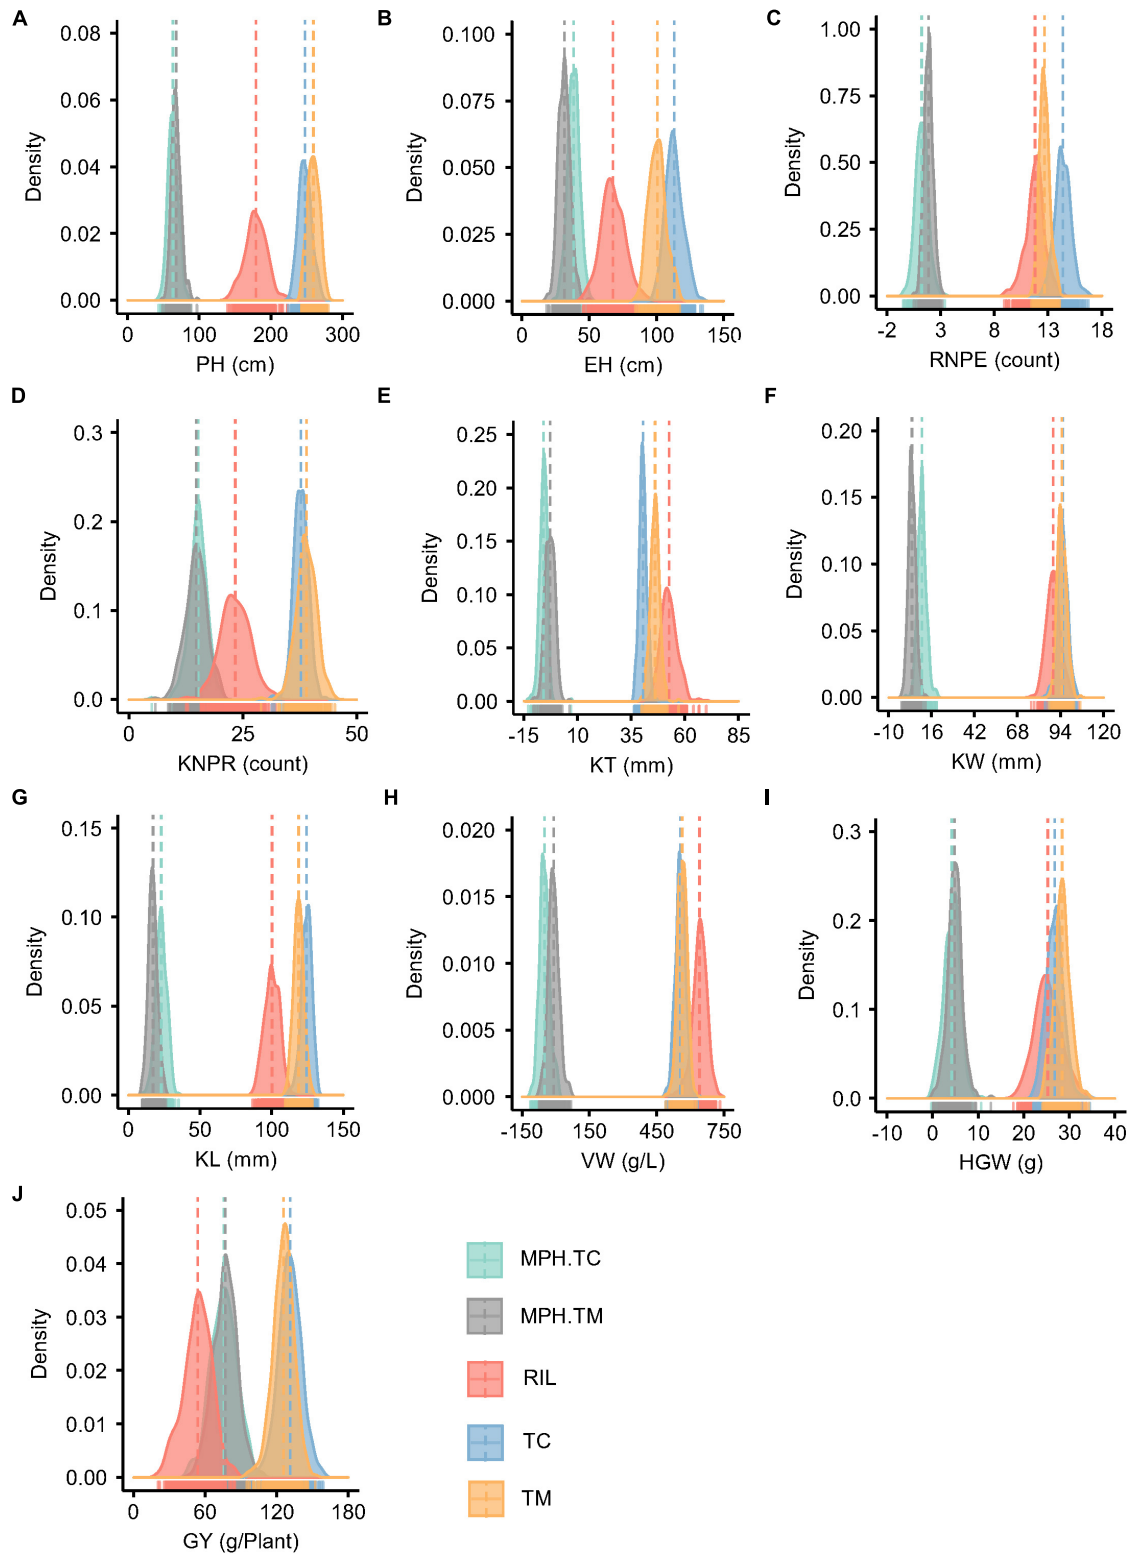 A
Density
0.08
0.06
0.04
0.02
0.00
0 100 200 300
PH (cm)
B
Density
0.100
0.075
0.050
0.025
0.000
0 50 100 150
EH (cm)
C
Density
1.00
0.75
0.50
0.25
0.00
-2 3 8 13 18
RNPE (count)
D
Density
0.3
0.2
0.1
0.0
0 25 50
KNPR (count)
E
Density
0.25
0.20
0.15
0.10
0.05
0.00
-15 10 35 60 85
KT (mm)
F
Density
0.20
0.15
0.10
0.05
0.00
-10 16 42 68 94 120
KW (mm)
G
Density
0.15
0.10
0.05
0.00
0 50 100 150
KL (mm)
H
Density
0.020
0.015
0.010
0.005
0.000
-150 150 450 750
VW (g/L)
I
Density
0.3
0.2
0.1
0.0
-10 0 10 20 30 40
HGW (g)
J
Density
0.05
0.04
0.03
0.02
0.01
0.00
0 60 120 180
GY (g/Plant)
MPH.TC
MPH.TM
RIL
TC
TM